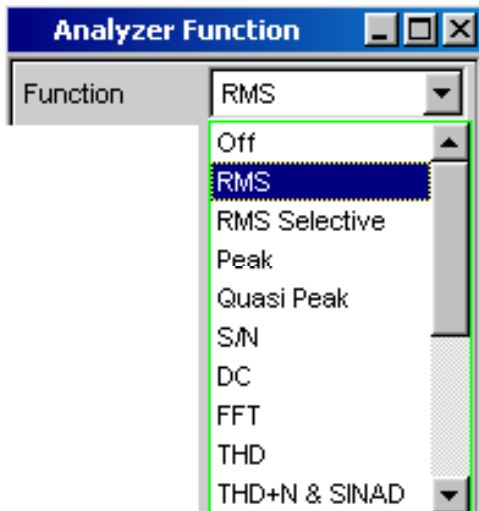 Analyzer Function
Function RMS
Off
RMS
RMS Selective
Peak
Quasi Peak
S/N
DC
FFT
THD
THD+N & SINAD